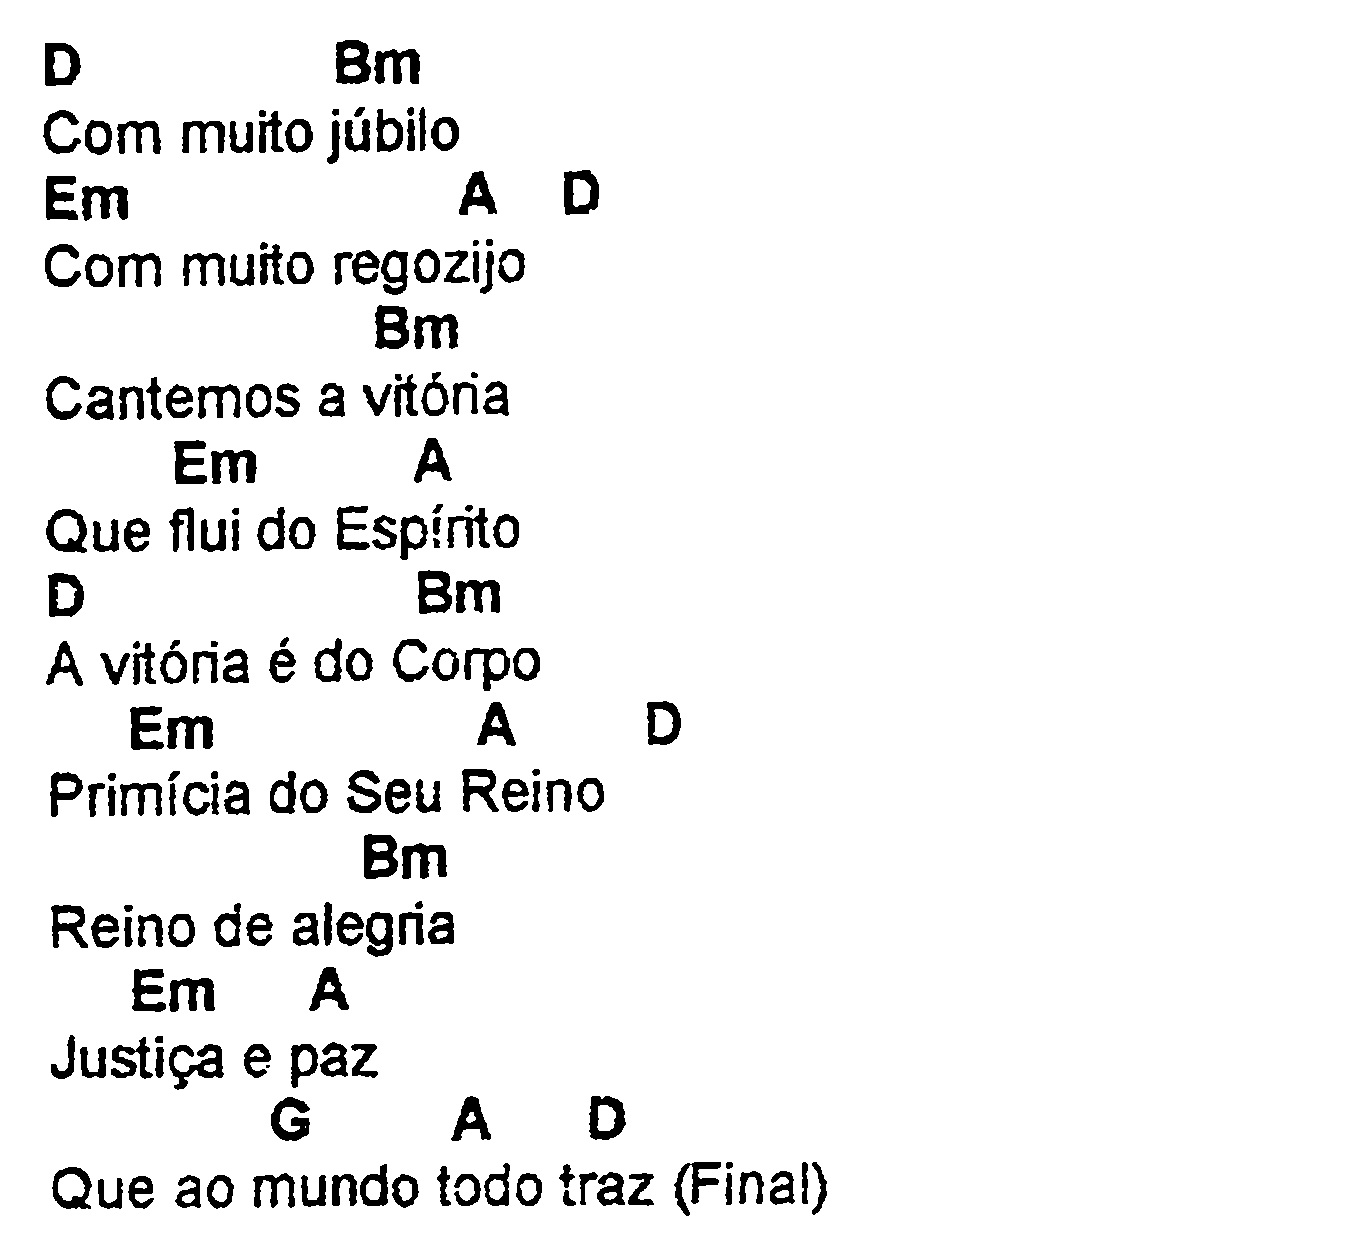 D Bm
Com muito júbilo
Em A D
Com muito regozijo
Bm
Cantemos a vitória
Em A
Que flui do Espírito
D Bm
A vitória é do Corpo
Em A D
Primícia do Seu Reino
Bm
Reino de alegria
Em A
Justiça e paz
G A D
Que ao mundo todo traz (Final)